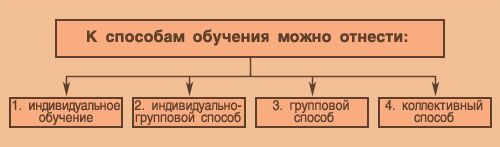 К способам обучения можно отнести:
1. индивидуальное
обучение
2. индивидуально-
групповой способ
3. групповой
способ
4. коллективный
способ